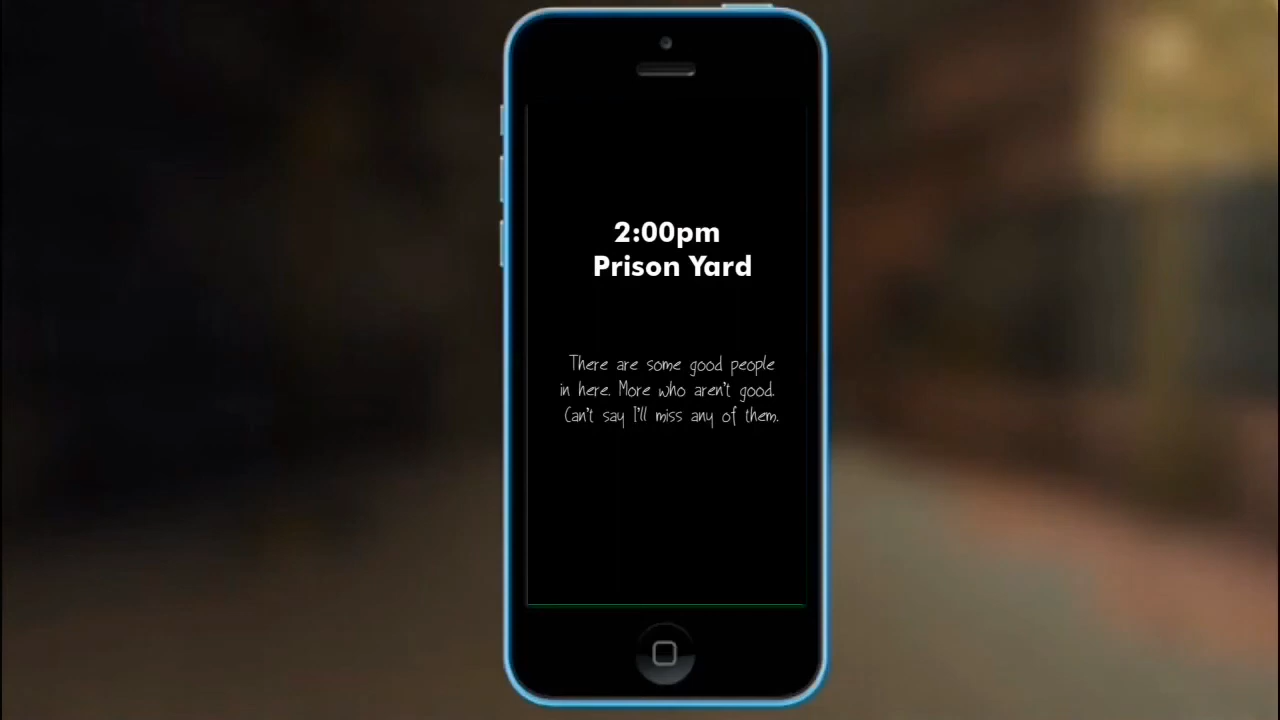 2:00pm
Prison Yard
There are some good people
in here. More who aren't good.
Can't say I'll miss any of them.